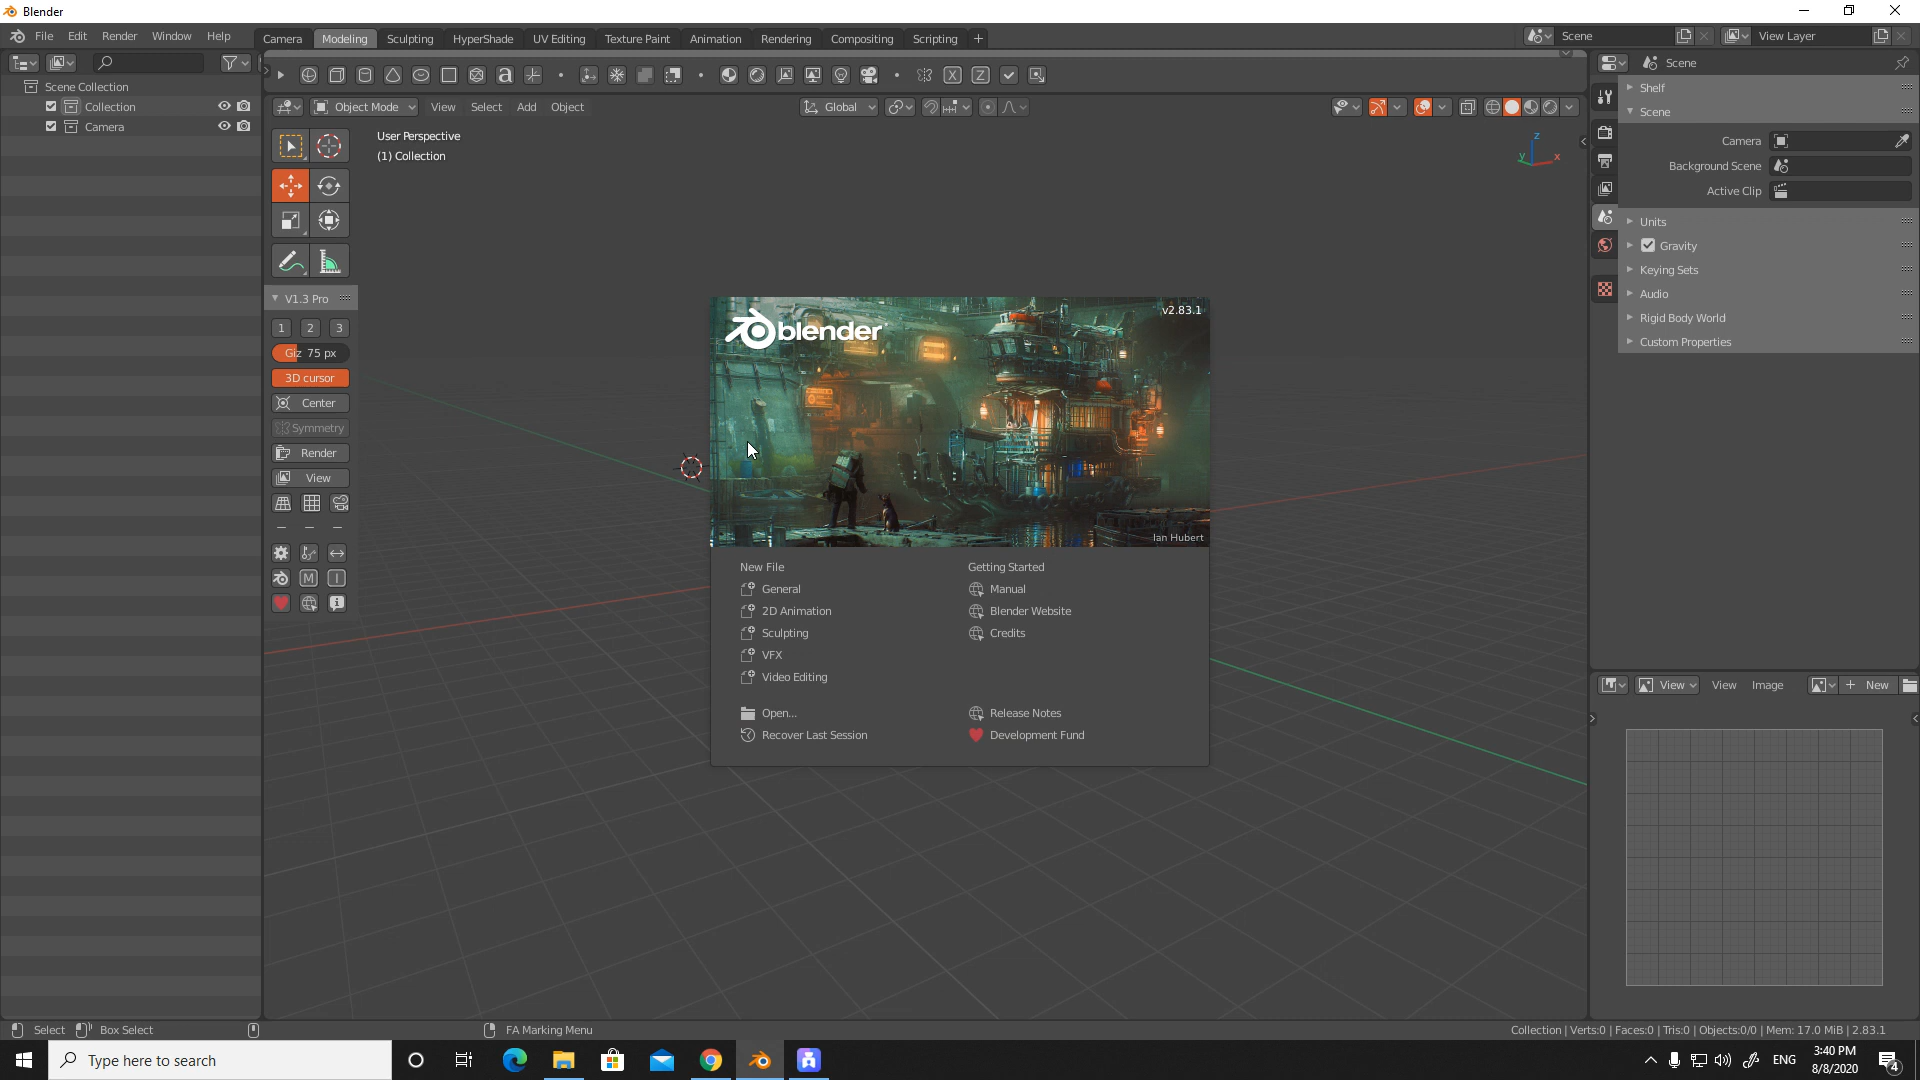 Blender
File Edit Render Window Help
Camera Modeling Sculpting HyperShade UV Editing Texture Paint Animation Rendering Compositing Scripting +
Scene
View Layer
Scene Collection
Collection
Camera
Object Mode View Select Add Object
Global
X Z
User Perspective
(1) Collection
z
y x
V1.3 Pro
1 2 3
Giz 75 px
3D cursor
Center
Symmetry
Render
View
M I
blender
v2.83.1
Ian Hubert
New File
General
2D Animation
Sculpting
VFX
Video Editing
Open...
Recover Last Session
Getting Started
Manual
Blender Website
Credits
Release Notes
Development Fund
Scene
Shelf
Scene
Camera
Background Scene
Active Clip
Units
Gravity
Keying Sets
Audio
Rigid Body World
Custom Properties
View View Image + New
Select Box Select FA Marking Menu
Collection | Verts:0 | Faces:0 | Tris:0 | Objects:0/0 | Mem: 17.0 MiB | 2.83.1
Type here to search
ENG
3:40 PM
8/8/2020
4